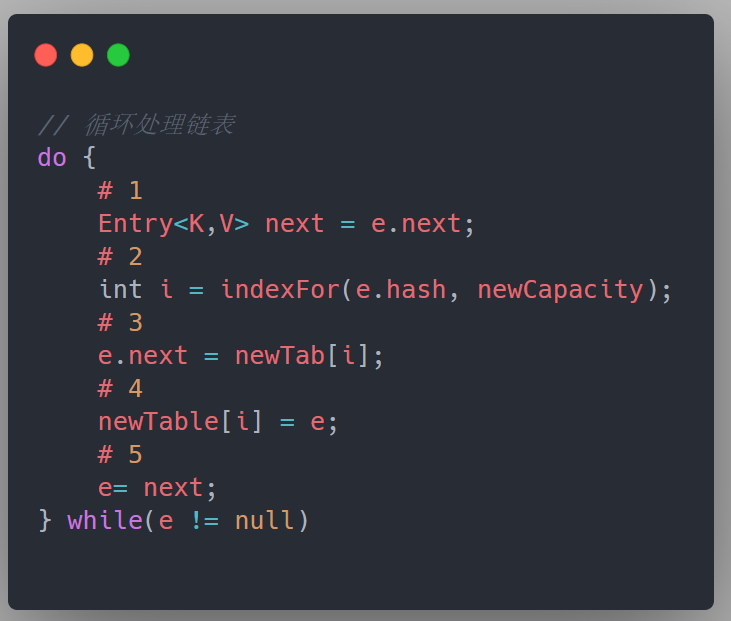 // 循环处理链表
do {
    # 1
    Entry<K,V> next = e.next;
    # 2
    int i = indexFor(e.hash, newCapacity);
    # 3
    e.next = newTab[i];
    # 4
    newTable[i] = e;
    # 5
    e= next;
} while(e != null)